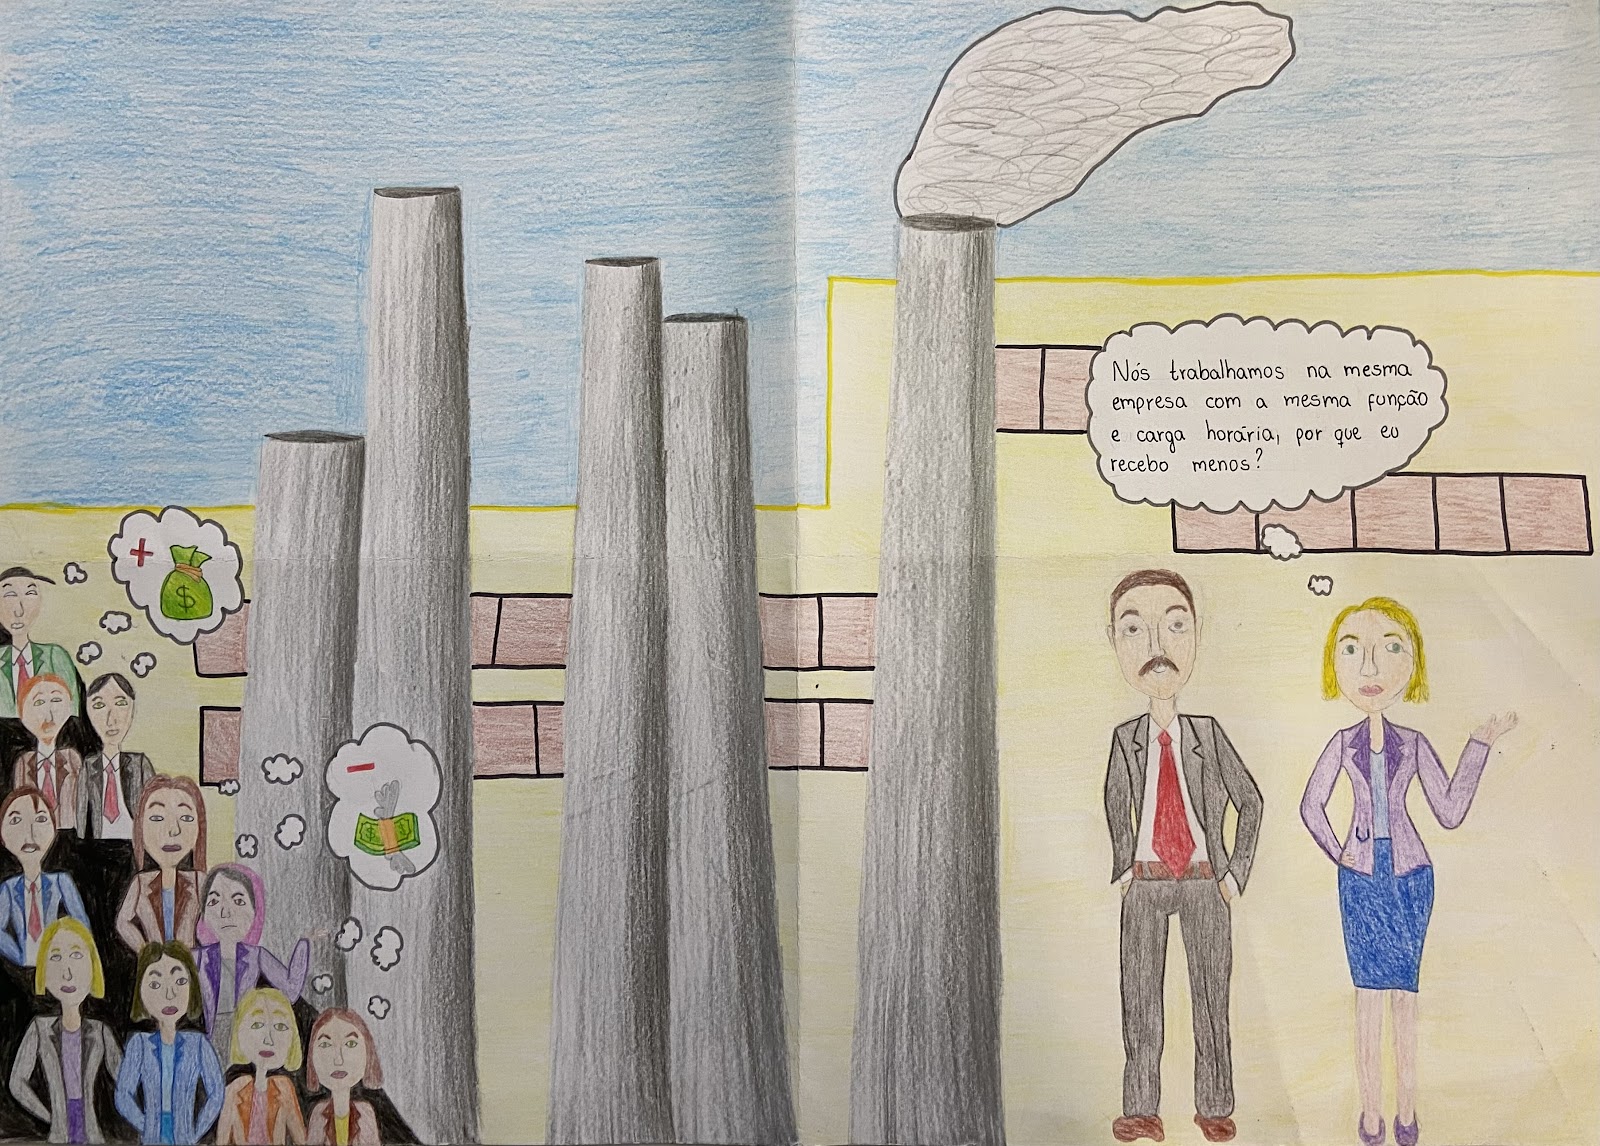 +
$
-
$ $
Nós trabalhamos na mesma
empresa com a mesma função
e carga horária, por que eu
recebo menos?